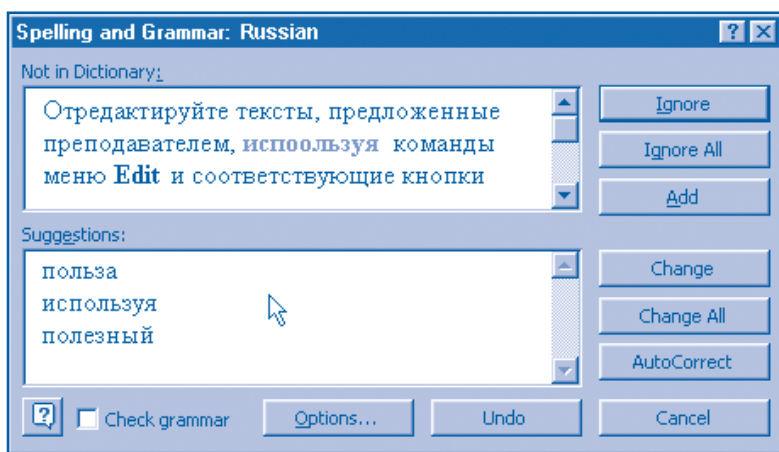 Spelling and Grammar: Russian
Not in Dictionary:
Отредактируйте тексты, предложенные
преподавателем, испоользуя команды
меню Edit и соответствующие кнопки
Ignore
Ignore All
Add
Suggestions:
польза
используя
полезный
Change
Change All
AutoCorrect
Check grammar
Options...
Undo
Cancel